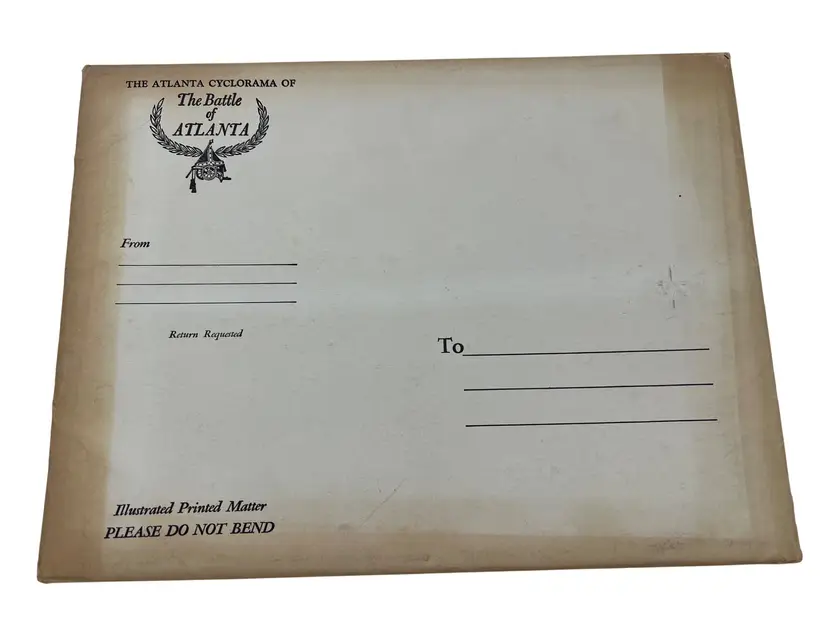 THE ATLANTA CYCLORAMA OF
The Battle
of
ATLANTA
From
Return Requested
To
Illustrated Printed Matter
PLEASE DO NOT BEND